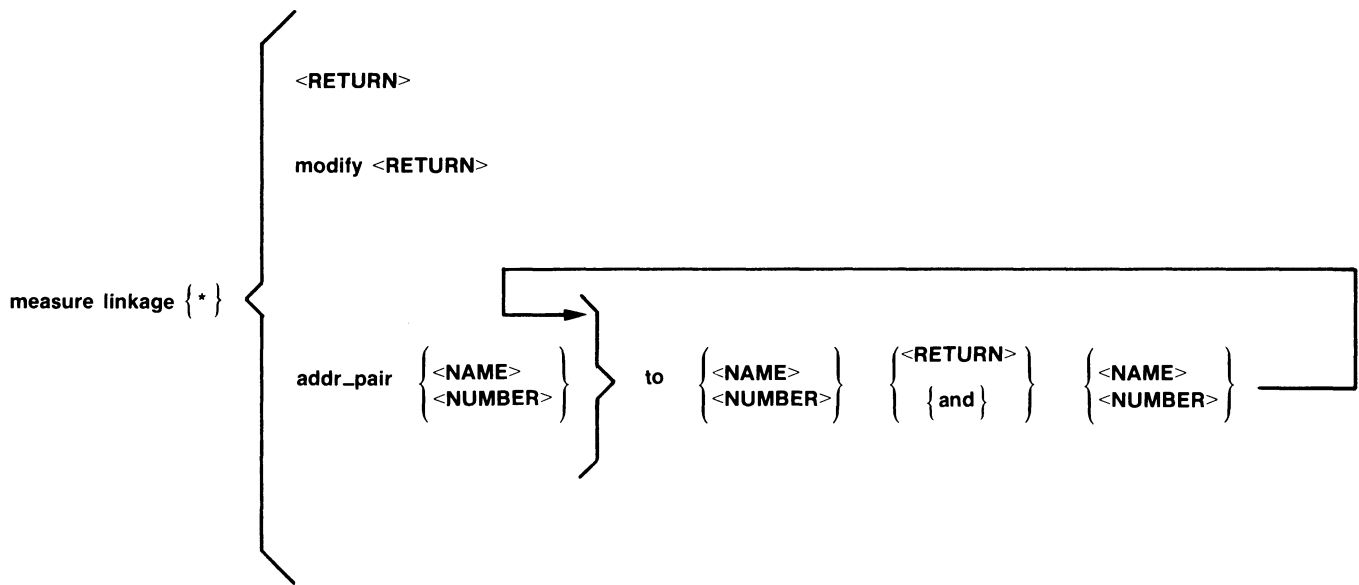 <RETURN>
modify <RETURN>
measure linkage {*}
addr_pair {<NAME> <NUMBER>} to {<NAME> <NUMBER>} {<RETURN> {and}} {<NAME> <NUMBER>}